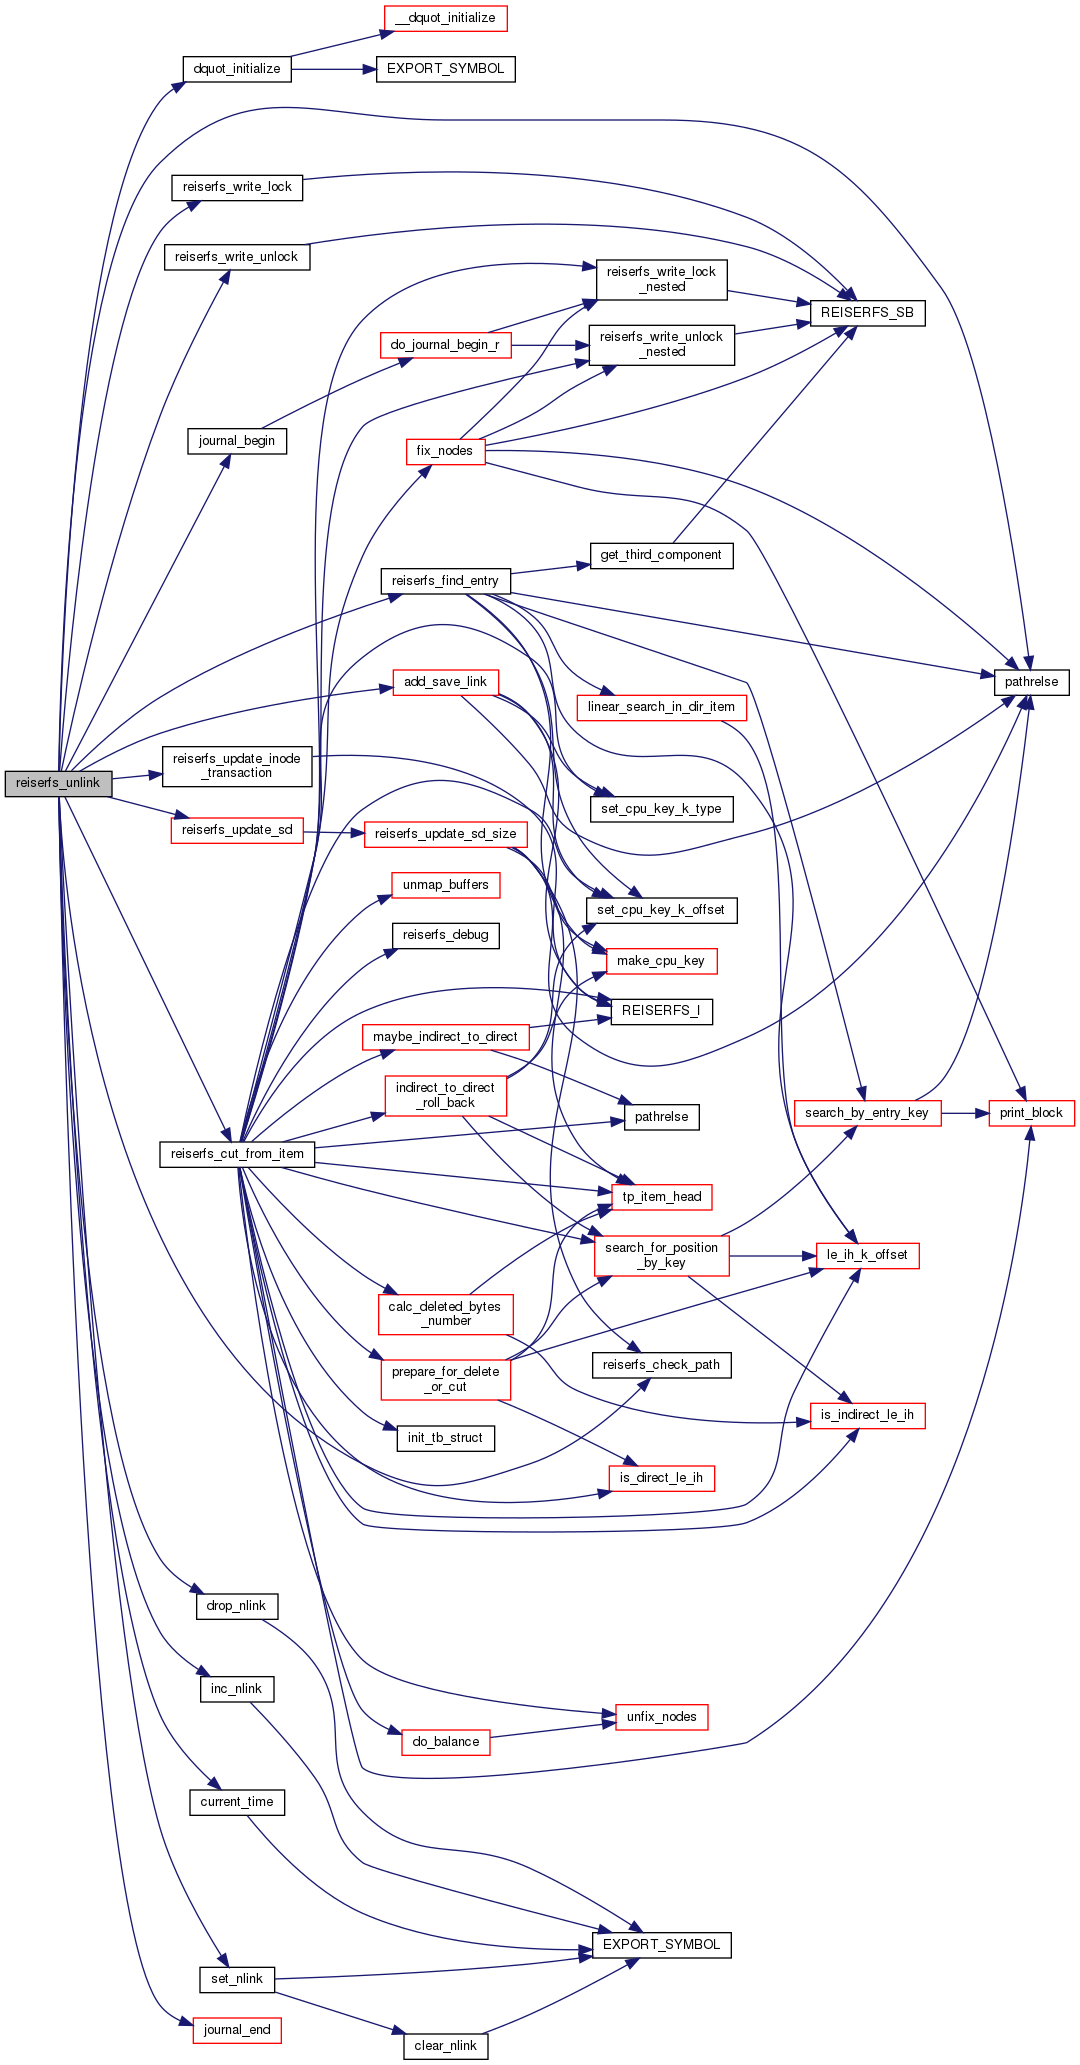 __dquot_initialize
dquot_initialize
EXPORT_SYMBOL
reiserfs_write_lock
reiserfs_write_unlock
reiserfs_write_lock
_nested
REISERFS_SB
reiserfs_write_unlock
_nested
do_journal_begin_r
journal_begin
fix_nodes
get_third_component
reiserfs_find_entry
add_save_link
pathrelse
linear_search_in_dir_item
reiserfs_update_inode
_transaction
reiserfs_unlink
set_cpu_key_k_type
reiserfs_update_sd
reiserfs_update_sd_size
unmap_buffers
set_cpu_key_k_offset
reiserfs_debug
make_cpu_key
REISERFS_I
maybe_indirect_to_direct
indirect_to_direct
_roll_back
pathrelse
search_by_entry_key
print_block
reiserfs_cut_from_item
tp_item_head
search_for_position
_by_key
le_ih_k_offset
calc_deleted_bytes
_number
reiserfs_check_path
prepare_for_delete
_or_cut
is_indirect_le_ih
init_tb_struct
is_direct_le_ih
drop_nlink
inc_nlink
unfix_nodes
do_balance
current_time
EXPORT_SYMBOL
set_nlink
journal_end
clear_nlink